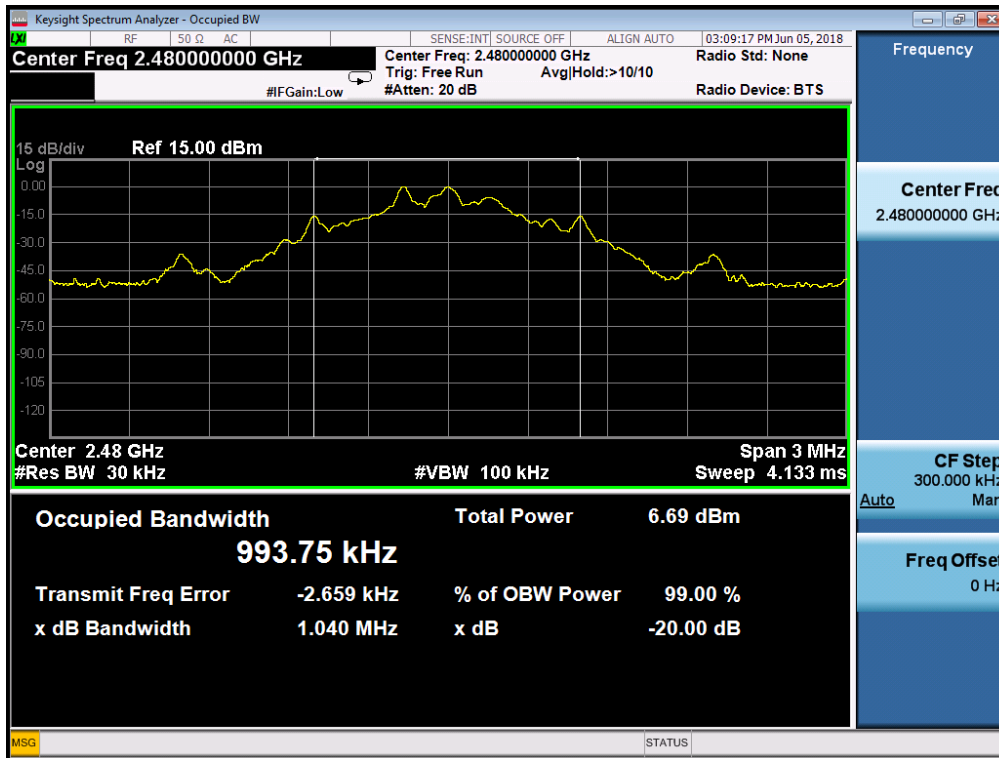 Keysight Spectrum Analyzer - Occupied BW
LXI RF 50 Ω AC SENSE:INT SOURCE OFF ALIGN AUTO 03:09:17 PM Jun 05, 2018
Center Freq 2.480000000 GHz
Center Freq: 2.480000000 GHz
Radio Std: None
Trig: Free Run Avg|Hold:>10/10
#IFGain:Low
#Atten: 20 dB
Radio Device: BTS
15 dB/div Ref 15.00 dBm
Log
0.00
-15.0
-30.0
-45.0
-60.0
-75.0
-90.0
-105
-120
Center 2.48 GHz Span 3 MHz
#Res BW 30 kHz #VBW 100 kHz Sweep 4.133 ms
Occupied Bandwidth Total Power 6.69 dBm
993.75 kHz
Transmit Freq Error -2.659 kHz % of OBW Power 99.00 %
x dB Bandwidth 1.040 MHz x dB -20.00 dB
MSG STATUS
Frequency
Center Freq
2.480000000 GHz
CF Step
300.000 kHz
Auto Man
Freq Offset
0 Hz